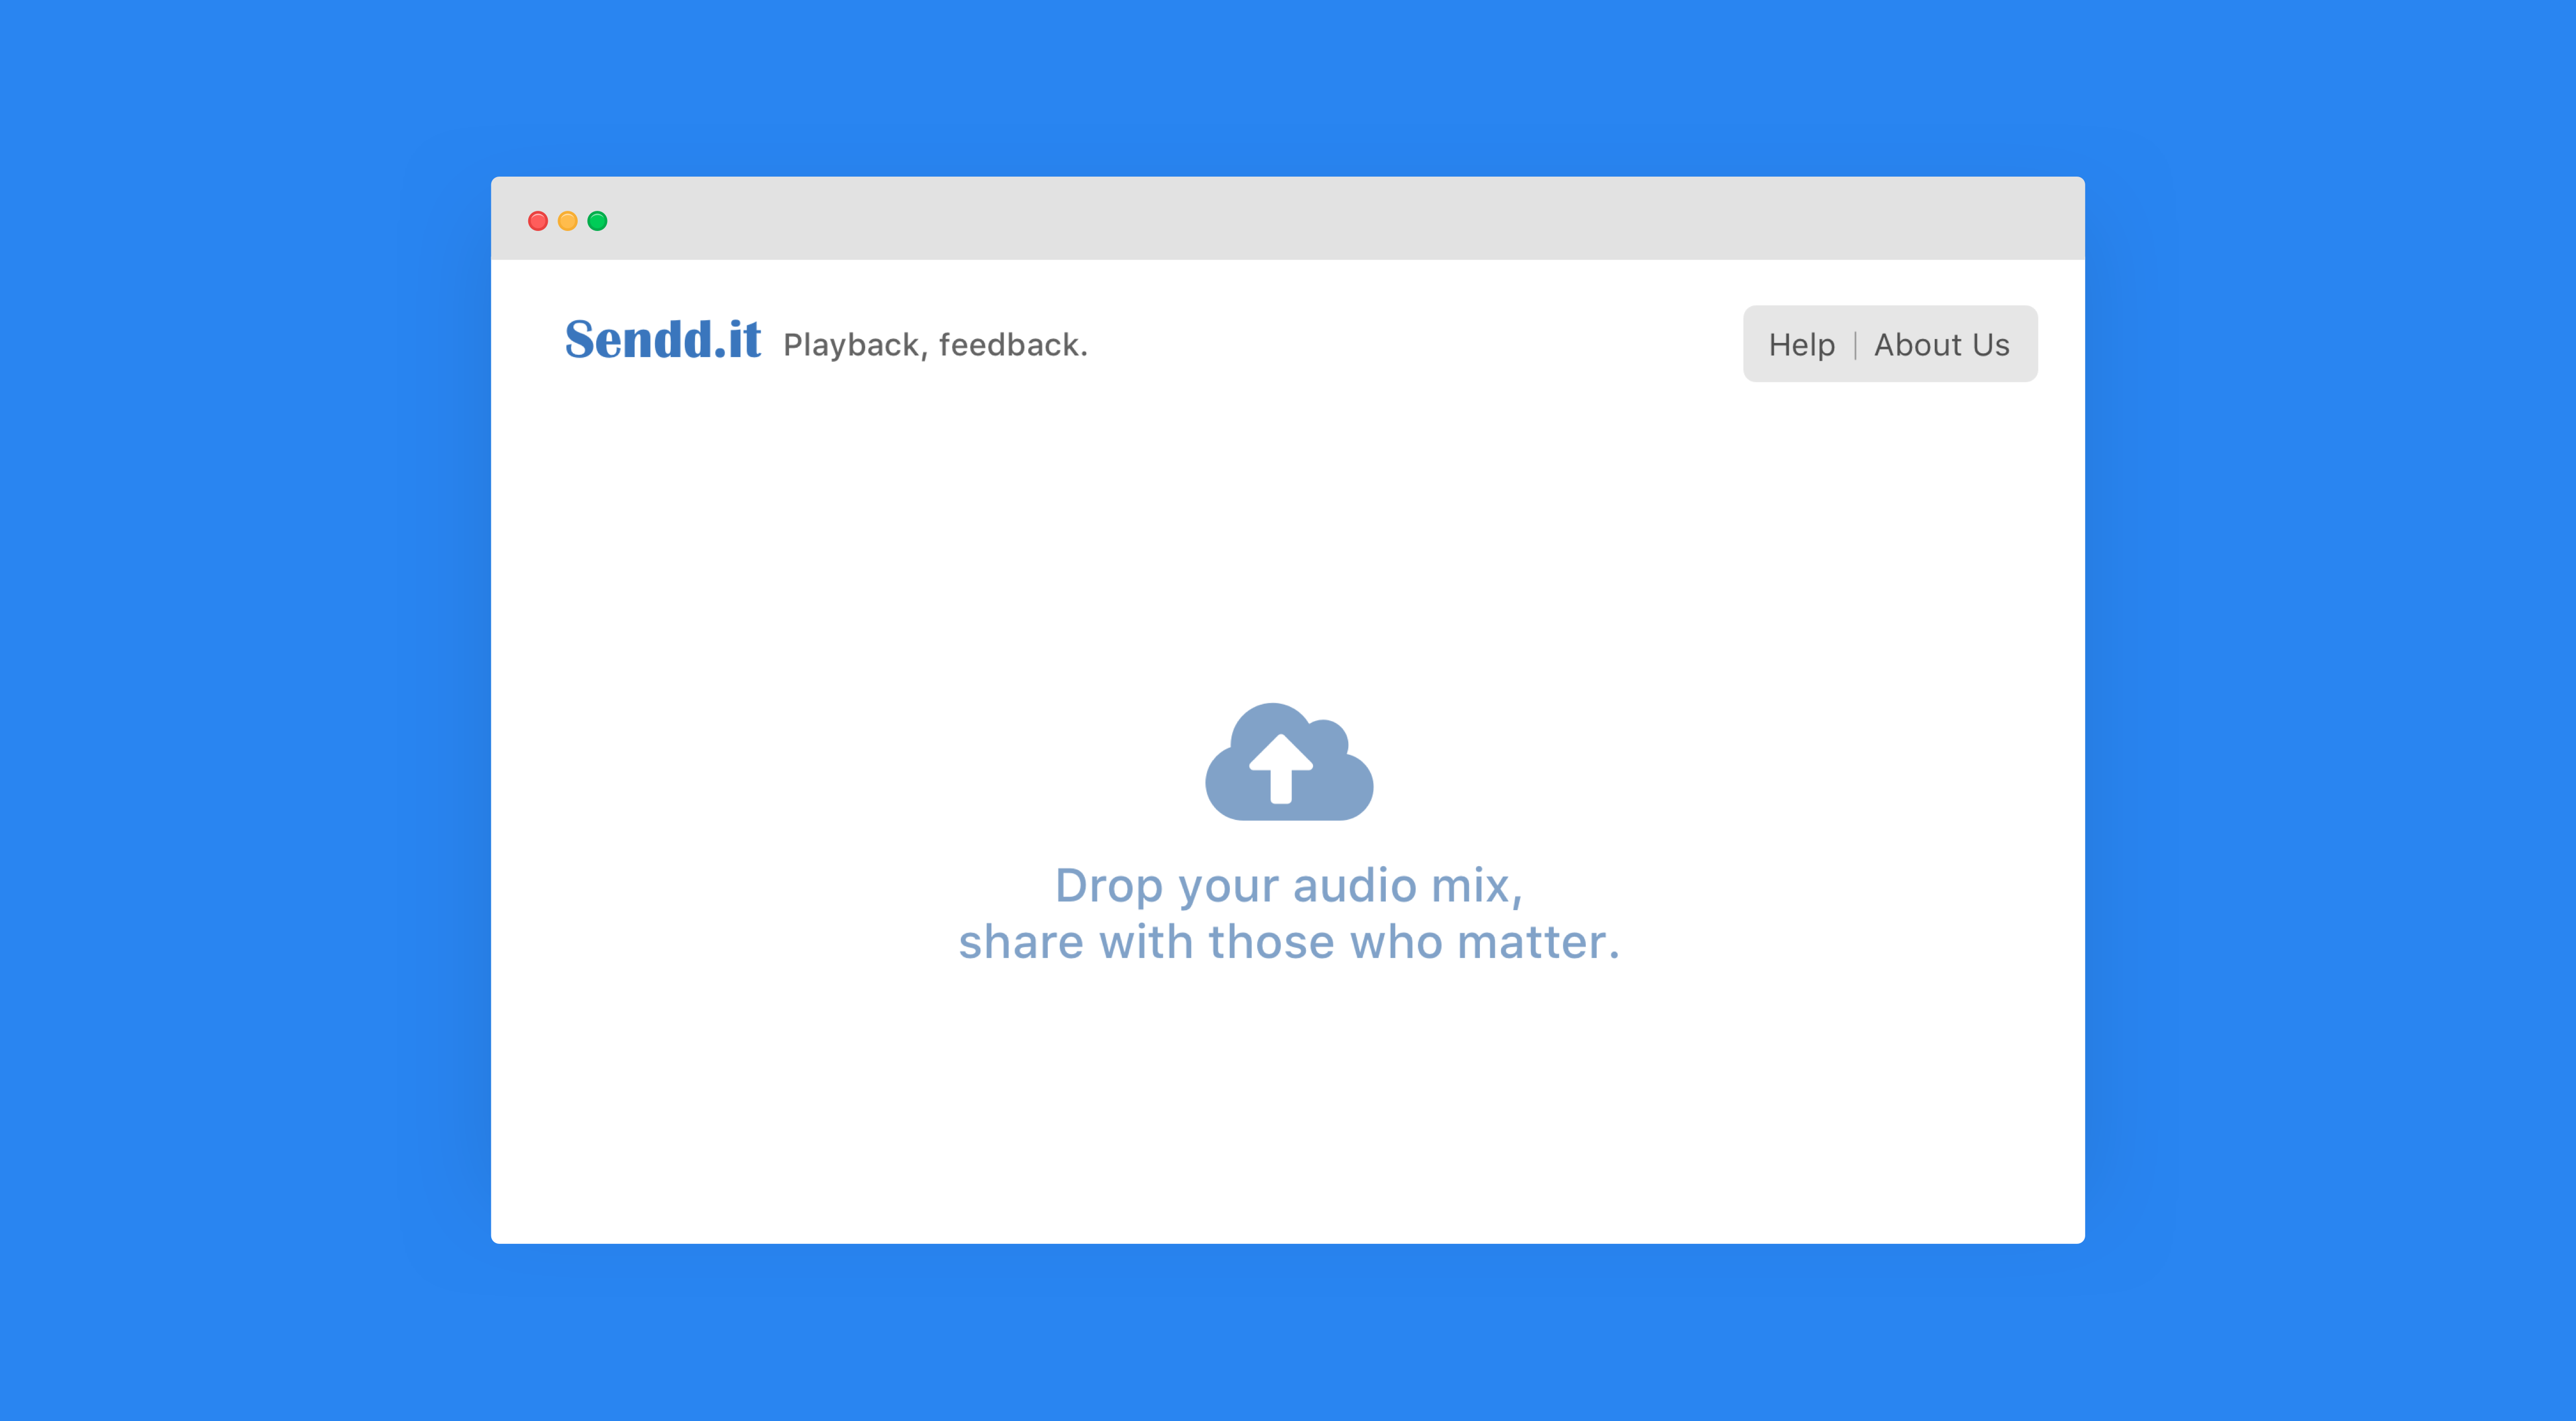 Sendd.it Playback, feedback.
Help | About Us
Drop your audio mix,
share with those who matter.